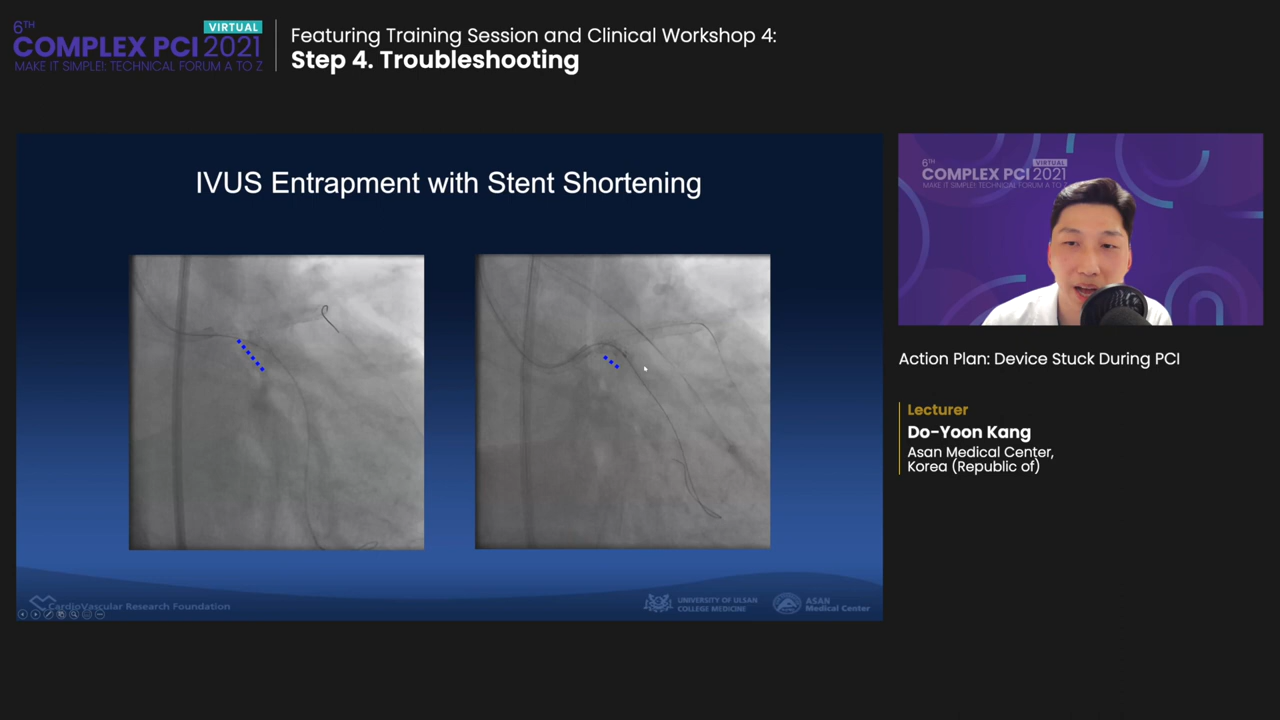 6TH
VIRTUAL
COMPLEX PCI 2021
MAKE IT SIMPLE!: TECHNICAL FORUM A TO Z
Featuring Training Session and Clinical Workshop 4:
Step 4. Troubleshooting
IVUS Entrapment with Stent Shortening
CardioVascular Research Foundation
UNIVERSITY OF ULSAN
COLLEGE MEDICINE
ASAN
Medical Center
6TH
VIRTUAL
COMPLEX PCI 2021
MAKE IT SIMPLE!: TECHNICAL FORUM A TO
Action Plan: Device Stuck During PCI
Lecturer
Do-Yoon Kang
Asan Medical Center,
Korea (Republic of)